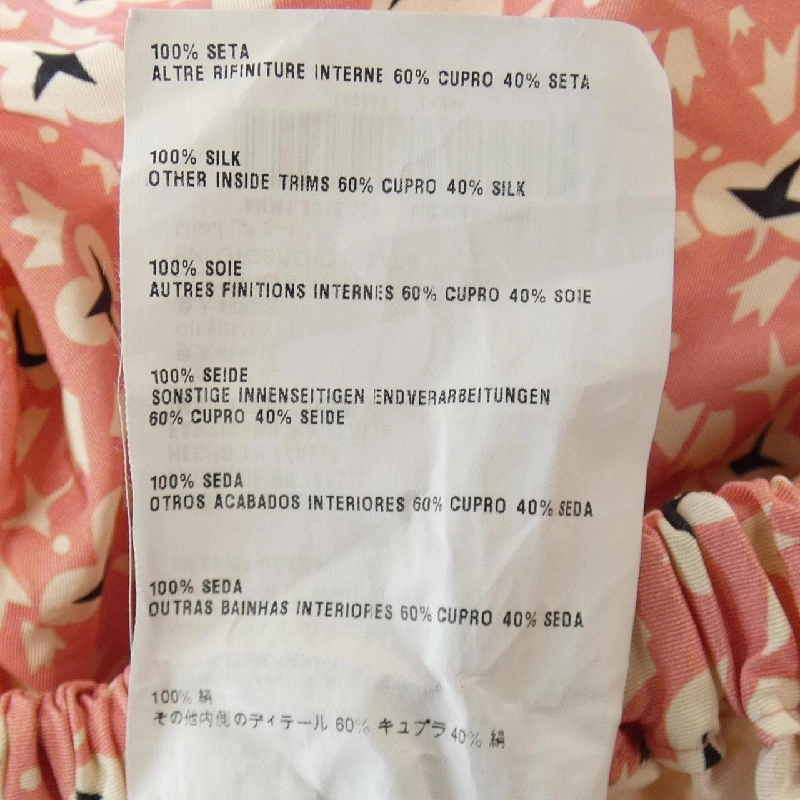 100% SETA
ALTRE RIFINITURE INTERNE 60% CUPRO 40% SETA
100% SILK
OTHER INSIDE TRIMS 60% CUPRO 40% SILK
100% SOIE
AUTRES FINITIONS INTERNES 60% CUPRO 40% SOIE
100% SEIDE
SONSTIGE INNENSEITIGEN ENDVERARBEITUNGEN
60% CUPRO 40% SEIDE
100% SEDA
OTROS ACABADOS INTERIORES 60% CUPRO 40% SEDA
100% SEDA
OUTRAS BAINHAS INTERIORES 60% CUPRO 40% SEDA
100% 絹
その他内側のディテール 60% キュプラ 40% 絹